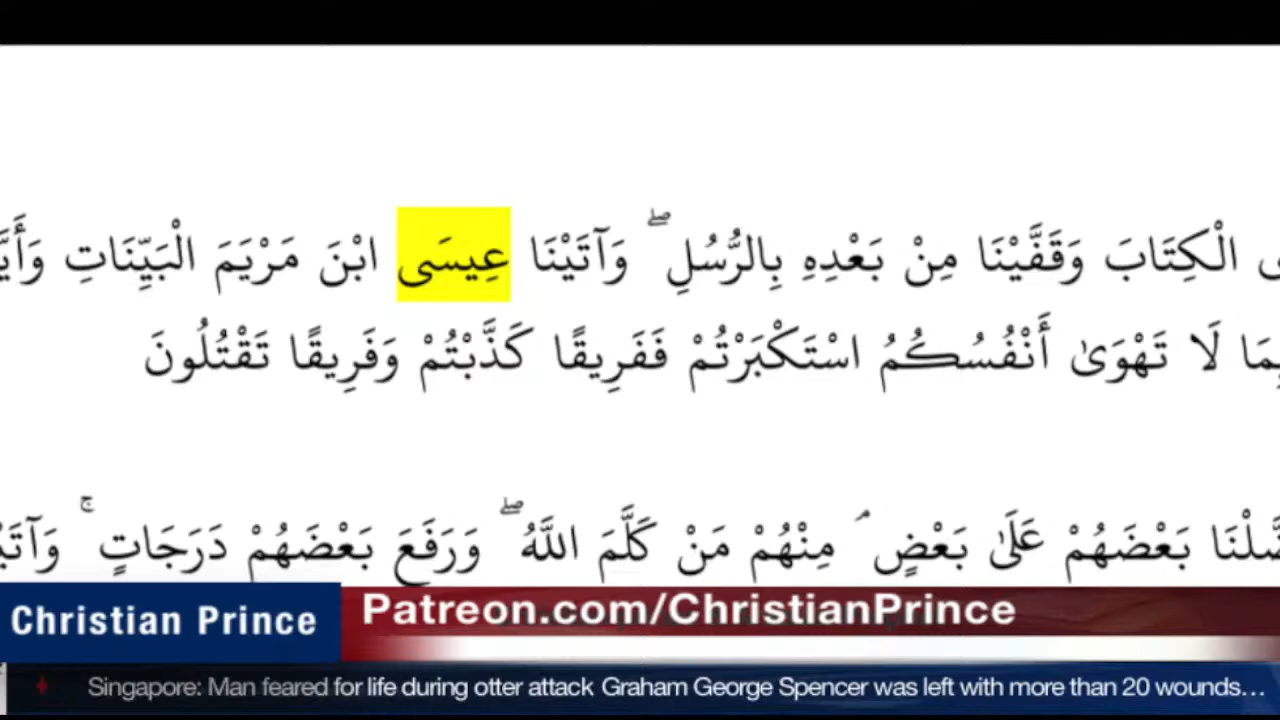 الْكِتَابَ وَقَفَّيْنَا مِنْ بَعْدِهِ بِالرُّسُلِ ۖ وَآتَيْنَا عِيسَى ابْنَ مَرْيَمَ الْبَيِّنَاتِ
لَا تَهْوَىٰ أَنْفُسُكُمُ اسْتَكْبَرْتُمْ فَفَرِيقًا كَذَّبْتُمْ وَفَرِيقًا تَقْتُلُونَ
بَعْضَهُمْ عَلَىٰ بَعْضٍ ۘ مِنْهُمْ مَنْ كَلَّمَ اللَّهُ ۖ وَرَفَعَ بَعْضَهُمْ دَرَجَاتٍ ۚ
Christian Prince
Patreon.com/ChristianPrince
Singapore: Man feared for life during otter attack Graham George Spencer was left with more than 20 wounds…